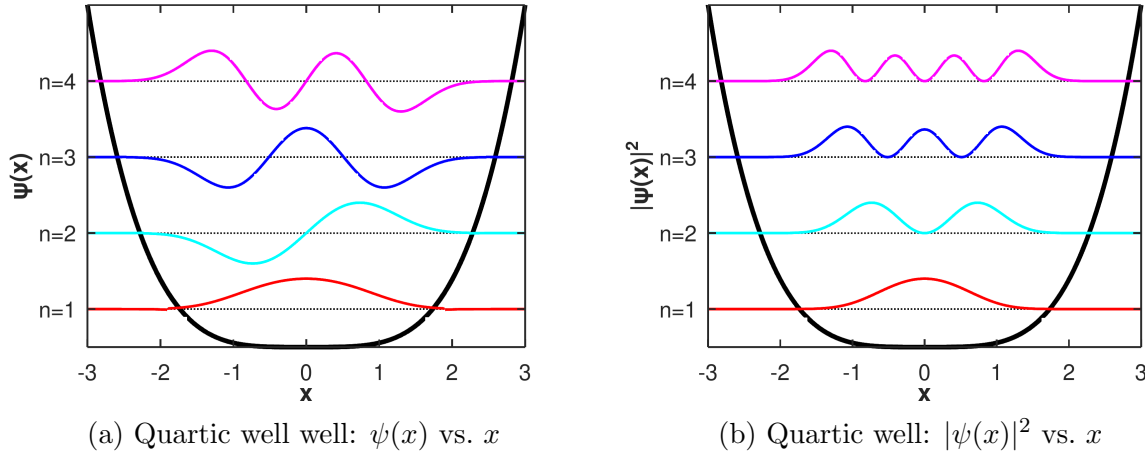 n=4
n=3
n=2
n=1
ψ(x)
-3 -2 -1 0 1 2 3
x
(a) Quartic well well: ψ(x) vs. x
n=4
n=3
n=2
n=1
|ψ(x)|²
-3 -2 -1 0 1 2 3
x
(b) Quartic well: |ψ(x)|² vs. x